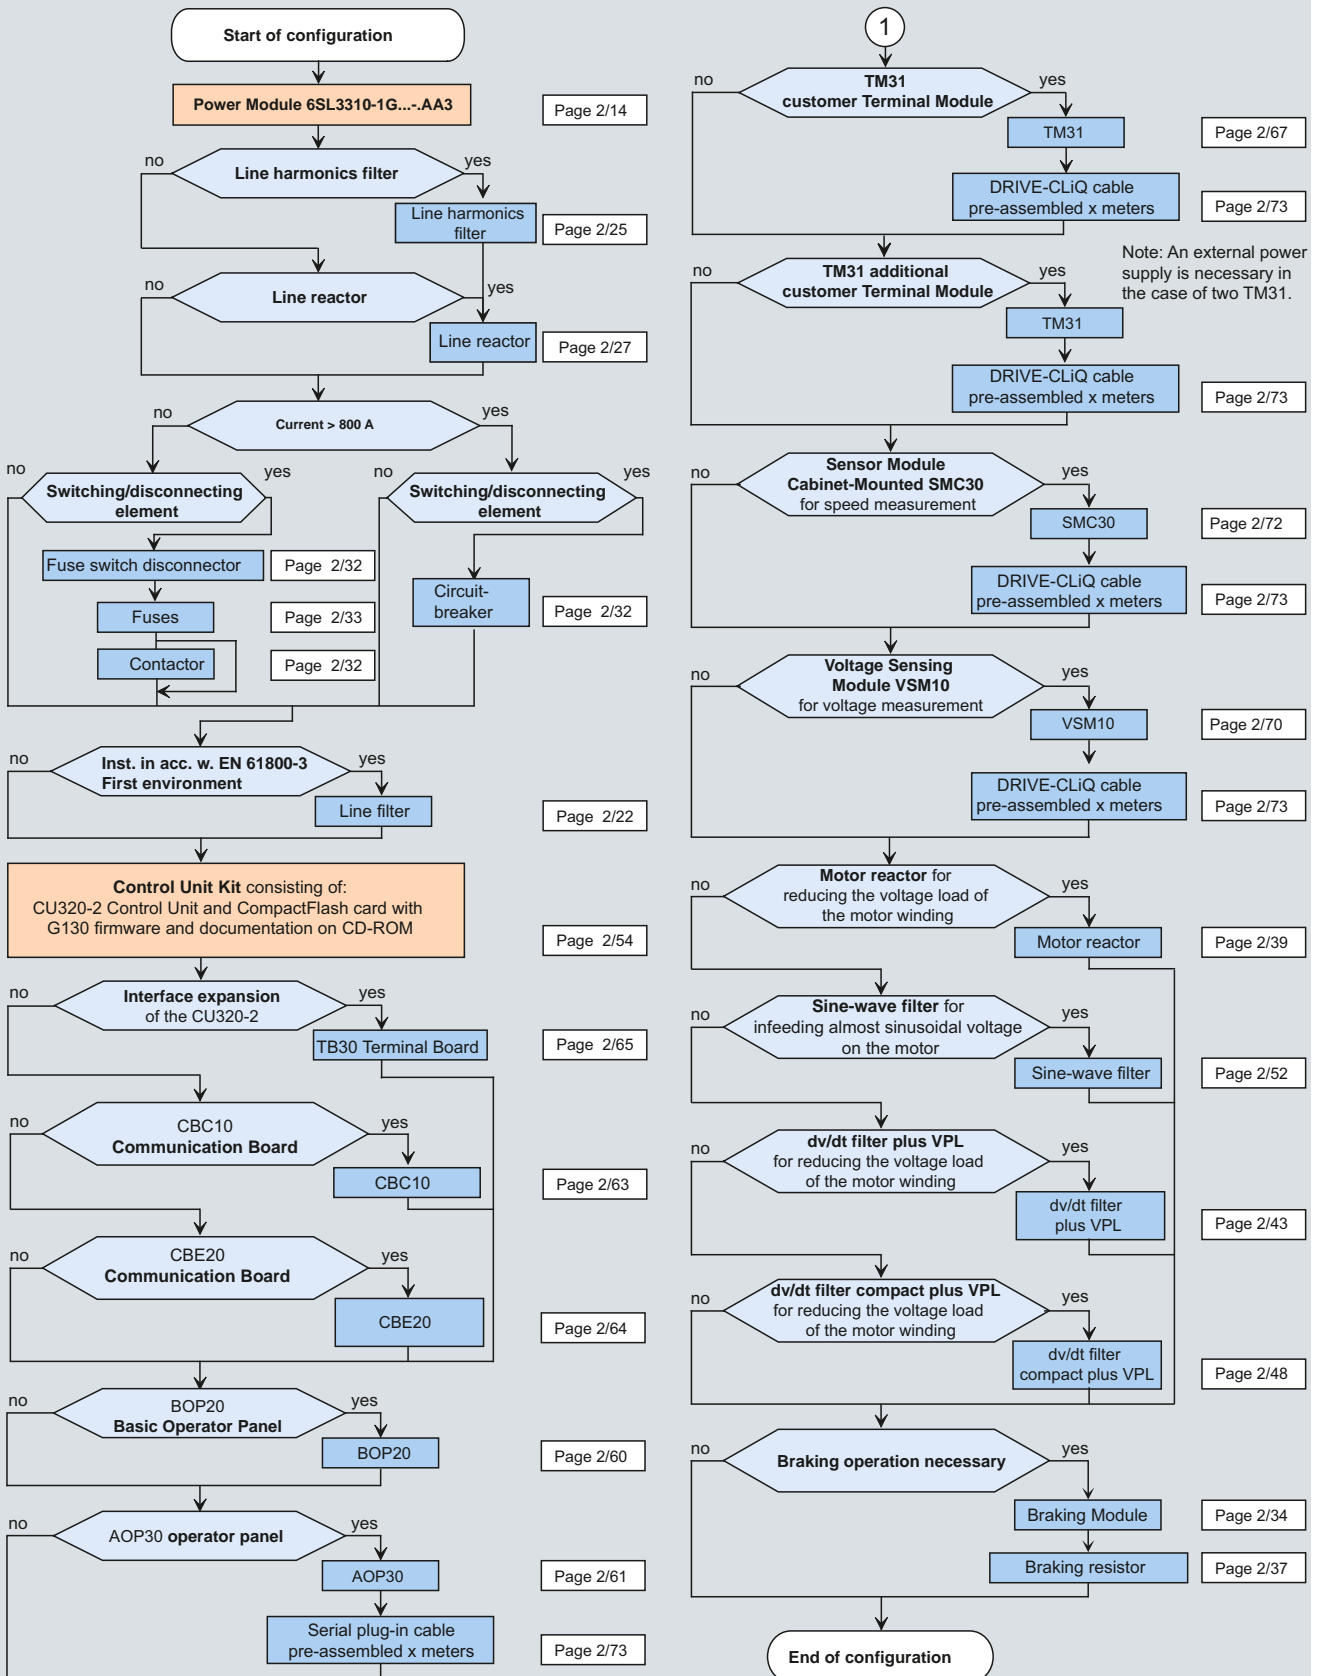 Start of configuration
Power Module 6SL3310-1G...-.AA3
Page 2/14
no
yes
Line harmonics filter
Line harmonics
filter
Page 2/25
no
yes
Line reactor
Line reactor
Page 2/27
no
yes
Current > 800 A
no
yes
Switching/disconnecting
element
no
yes
Switching/disconnecting
element
Fuse switch disconnector
Page 2/32
Fuses
Page 2/33
Contactor
Page 2/32
Circuit-
breaker
Page 2/32
no
yes
Inst. in acc. w. EN 61800-3
First environment
Line filter
Page 2/22
Control Unit Kit consisting of:
CU320-2 Control Unit and CompactFlash card with
G130 firmware and documentation on CD-ROM
Page 2/54
no
yes
Interface expansion
of the CU320-2
TB30 Terminal Board
Page 2/65
no
yes
CBC10
Communication Board
CBC10
Page 2/63
no
yes
CBE20
Communication Board
CBE20
Page 2/64
no
yes
BOP20
Basic Operator Panel
BOP20
Page 2/60
no
yes
AOP30 operator panel
AOP30
Page 2/61
Serial plug-in cable
pre-assembled x meters
Page 2/73
1
no
yes
TM31
customer Terminal Module
TM31
Page 2/67
DRIVE-CLiQ cable
pre-assembled x meters
Page 2/73
Note: An external power
supply is necessary in
the case of two TM31.
no
yes
TM31 additional
customer Terminal Module
TM31
DRIVE-CLiQ cable
pre-assembled x meters
Page 2/73
no
yes
Sensor Module
Cabinet-Mounted SMC30
for speed measurement
SMC30
Page 2/72
DRIVE-CLiQ cable
pre-assembled x meters
Page 2/73
no
yes
Voltage Sensing
Module VSM10
for voltage measurement
VSM10
Page 2/70
DRIVE-CLiQ cable
pre-assembled x meters
Page 2/73
no
yes
Motor reactor for
reducing the voltage load of
the motor winding
Motor reactor
Page 2/39
no
yes
Sine-wave filter for
infeeding almost sinusoidal voltage
on the motor
Sine-wave filter
Page 2/52
no
yes
dv/dt filter plus VPL
for reducing the voltage load
of the motor winding
dv/dt filter
plus VPL
Page 2/43
no
yes
dv/dt filter compact plus VPL
for reducing the voltage load
of the motor winding
dv/dt filter
compact plus VPL
Page 2/48
no
yes
Braking operation necessary
Braking Module
Page 2/34
Braking resistor
Page 2/37
End of configuration